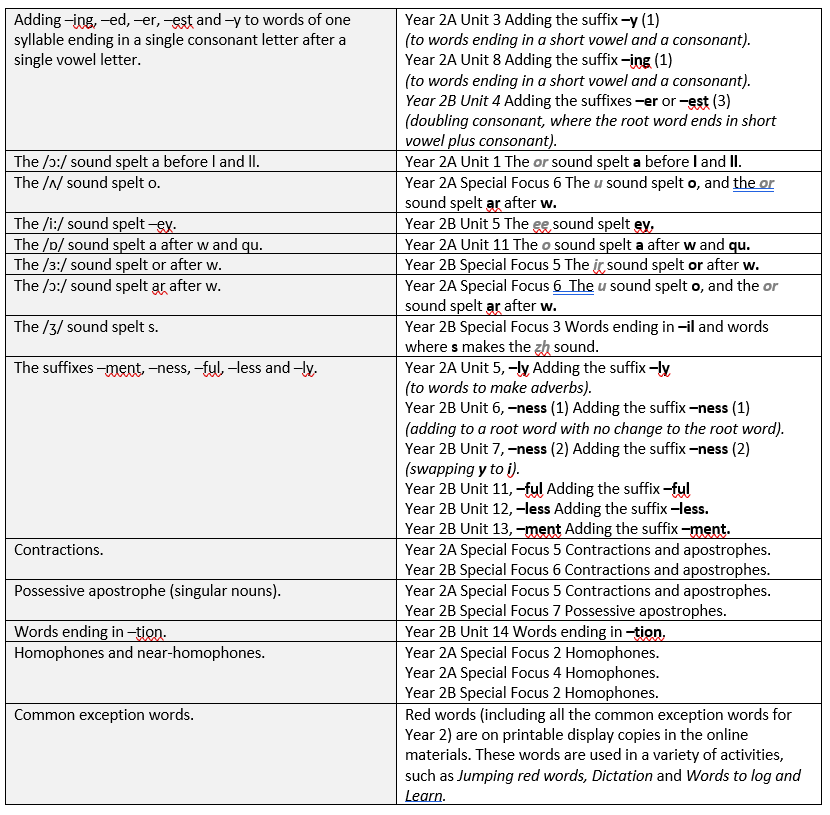 Adding –ing, –ed, –er, –est and –y to words of one
syllable ending in a single consonant letter after a
single vowel letter.
Year 2A Unit 3 Adding the suffix –y (1)
(to words ending in a short vowel and a consonant).
Year 2A Unit 8 Adding the suffix –ing (1)
(to words ending in a short vowel and a consonant).
Year 2B Unit 4 Adding the suffixes –er or –est (3)
(doubling consonant, where the root word ends in short
vowel plus consonant).
The /ɔ:/ sound spelt a before l and ll.
Year 2A Unit 1 The or sound spelt a before l and ll.
The /ʌ/ sound spelt o.
Year 2A Special Focus 6 The u sound spelt o, and the or
sound spelt ar after w.
The /i:/ sound spelt –ey.
Year 2B Unit 5 The ee sound spelt ey.
The /ɒ/ sound spelt a after w and qu.
Year 2A Unit 11 The o sound spelt a after w and qu.
The /ɜ:/ sound spelt or after w.
Year 2B Special Focus 5 The ir sound spelt or after w.
The /ɔ:/ sound spelt ar after w.
Year 2A Special Focus 6 The u sound spelt o, and the or
sound spelt ar after w.
The /ʒ/ sound spelt s.
Year 2B Special Focus 3 Words ending in –il and words
where s makes the zh sound.
The suffixes –ment, –ness, –ful, –less and –ly.
Year 2A Unit 5, –ly Adding the suffix –ly
(to words to make adverbs).
Year 2B Unit 6, –ness (1) Adding the suffix –ness (1)
(adding to a root word with no change to the root word).
Year 2B Unit 7, –ness (2) Adding the suffix –ness (2)
(swapping y to i).
Year 2B Unit 11, –ful Adding the suffix –ful
Year 2B Unit 12, –less Adding the suffix –less.
Year 2B Unit 13, –ment Adding the suffix –ment.
Contractions.
Year 2A Special Focus 5 Contractions and apostrophes.
Year 2B Special Focus 6 Contractions and apostrophes.
Possessive apostrophe (singular nouns).
Year 2A Special Focus 5 Contractions and apostrophes.
Year 2B Special Focus 7 Possessive apostrophes.
Words ending in –tion.
Year 2B Unit 14 Words ending in –tion.
Homophones and near-homophones.
Year 2A Special Focus 2 Homophones.
Year 2A Special Focus 4 Homophones.
Year 2B Special Focus 2 Homophones.
Common exception words.
Red words (including all the common exception words for
Year 2) are on printable display copies in the online
materials. These words are used in a variety of activities,
such as Jumping red words, Dictation and Words to log and
Learn.